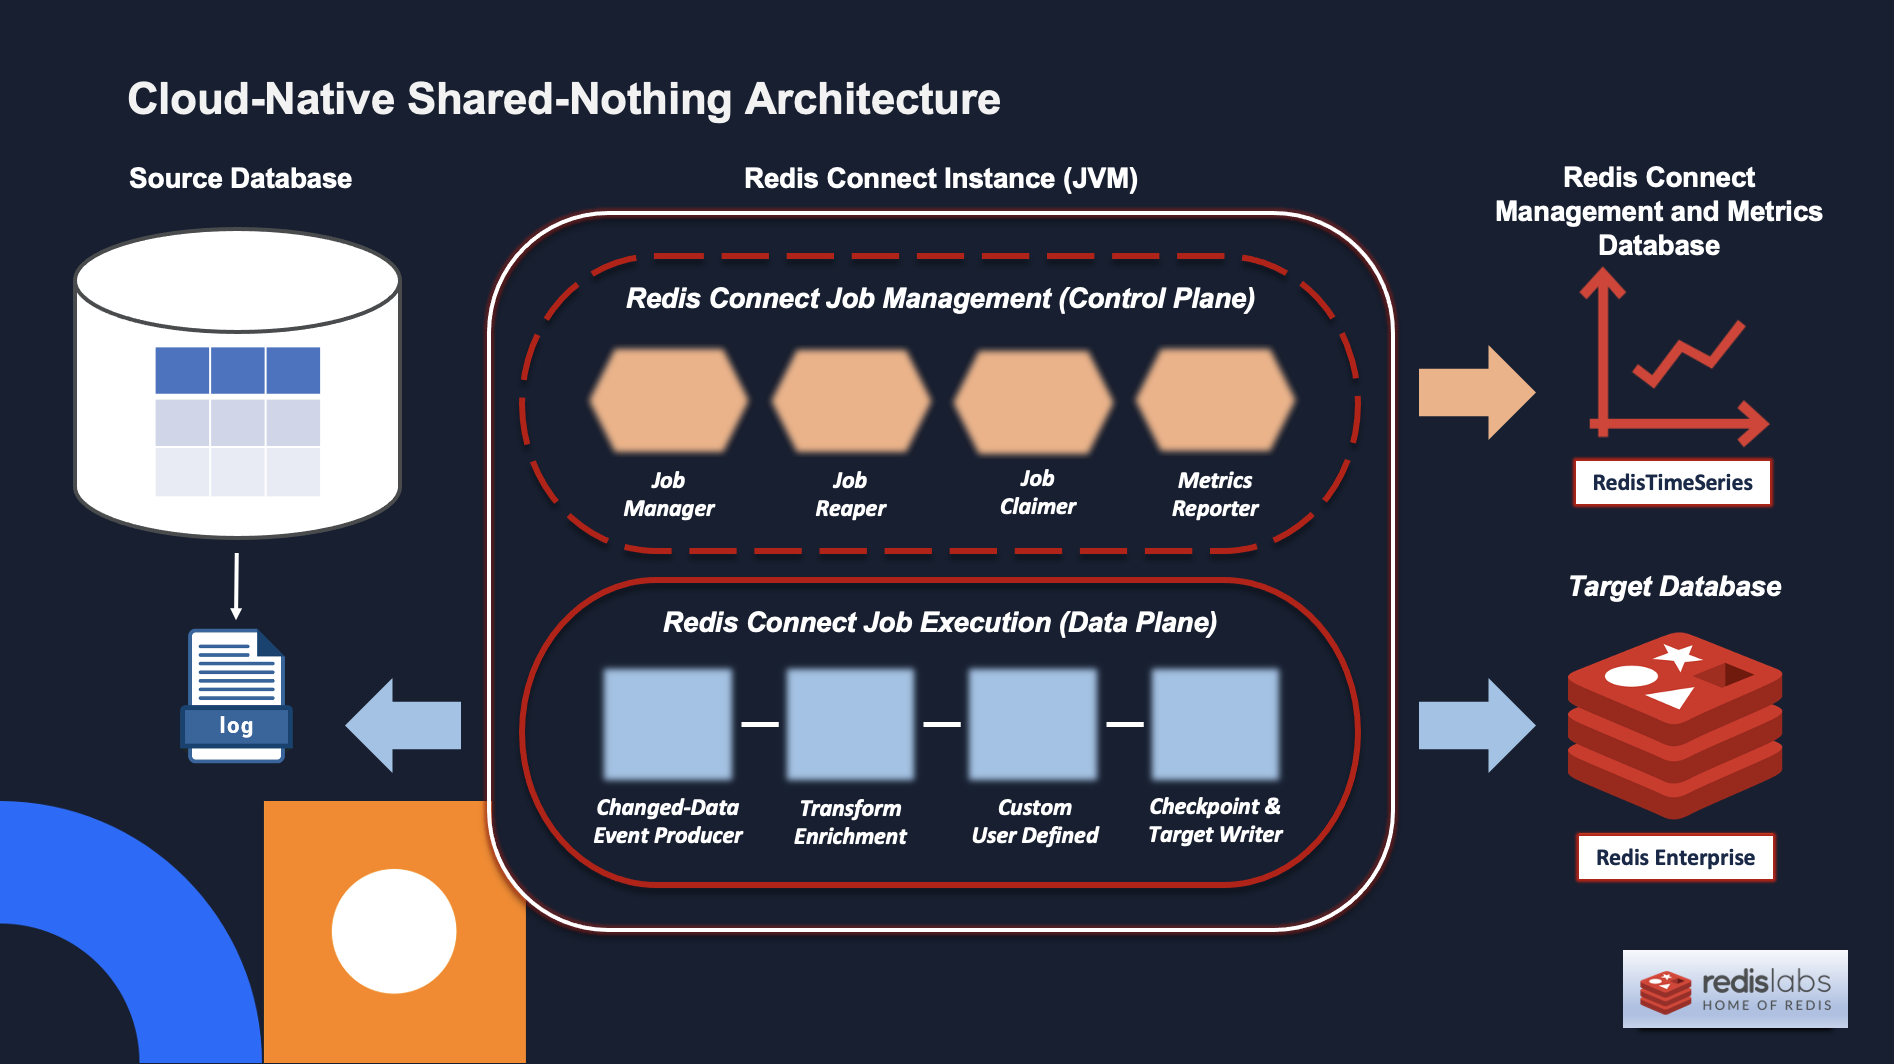 Cloud-Native Shared-Nothing Architecture
Source Database
log
Redis Connect Instance (JVM)
Redis Connect Job Management (Control Plane)
Job
Manager
Job
Reaper
Job
Claimer
Metrics
Reporter
Redis Connect Job Execution (Data Plane)
Changed-Data
Event Producer
Transform
Enrichment
Custom
User Defined
Checkpoint &
Target Writer
Redis Connect
Management and Metrics
Database
RedisTimeSeries
Target Database
Redis Enterprise
redislabs
HOME OF REDIS